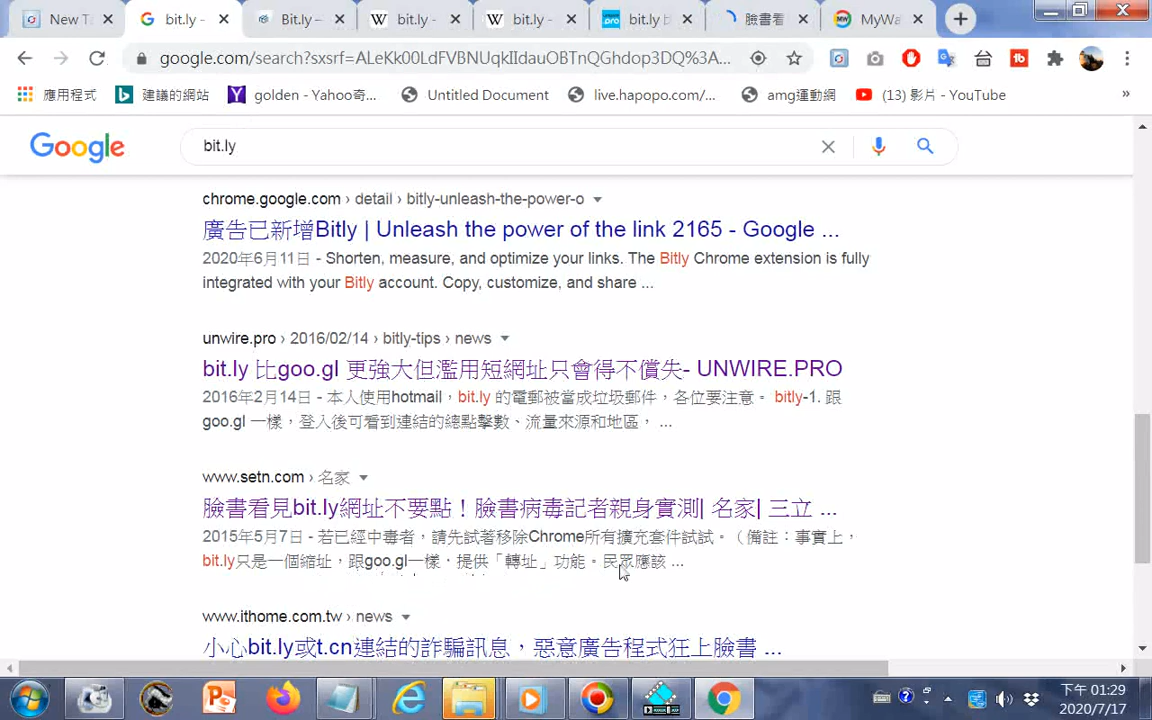 New T
bit.ly -
Bit.ly –
bit.ly -
bit.ly -
bit.ly b
臉書看
MyWa
google.com/search?sxsrf=ALeKk00LdFVBNUqkIIdauOBTnQGhdop3DQ%3A...
應用程式
建議的網站
golden - Yahoo奇...
Untitled Document
live.hapopo.com/...
amg運動網
(13) 影片 - YouTube
»
Google
bit.ly
chrome.google.com › detail › bitly-unleash-the-power-o
廣告已新增Bitly | Unleash the power of the link 2165 - Google ...
2020年6月11日 - Shorten, measure, and optimize your links. The Bitly Chrome extension is fully
integrated with your Bitly account. Copy, customize, and share ...
unwire.pro › 2016/02/14 › bitly-tips › news
bit.ly 比goo.gl 更強大但濫用短網址只會得不償失- UNWIRE.PRO
2016年2月14日 - 本人使用hotmail，bit.ly 的電郵被當成垃圾郵件，各位要注意。 bitly-1. 跟
goo.gl 一樣，登入後可看到連結的總點擊數、流量來源和地區， ...
www.setn.com › 名家
臉書看見bit.ly網址不要點！臉書病毒記者親身實測| 名家| 三立 ...
2015年5月7日 - 若已經中毒者，請先試著移除Chrome所有擴充套件試試。（備註：事實上，
bit.ly只是一個縮址，跟goo.gl一樣，提供「轉址」功能。民眾應該 ...
www.ithome.com.tw › news
小心bit.ly或t.cn連結的詐騙訊息，惡意廣告程式狂上臉書 ...
下午 01:29
2020/7/17